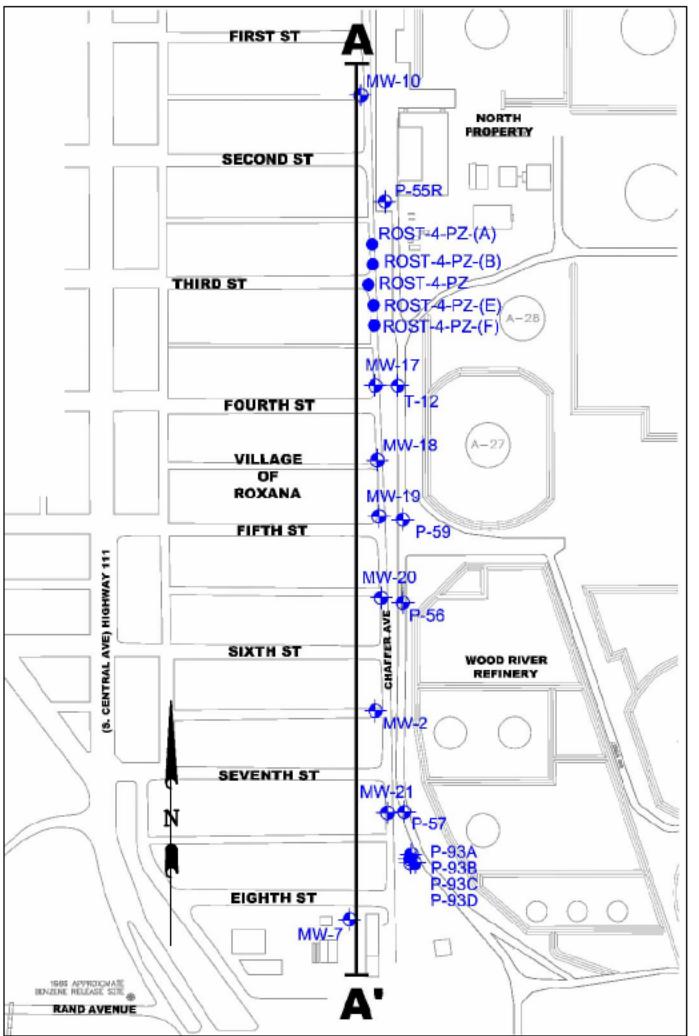 A
FIRST ST
MW-10
NORTH
PROPERTY
SECOND ST
P-55R
ROST-4-PZ-(A)
ROST-4-PZ-(B)
THIRD ST
ROST-4-PZ
ROST-4-PZ-(E)
ROST-4-PZ-(F)
A-28
MW-17
T-12
FOURTH ST
MW-18
A-27
VILLAGE
OF
ROXANA
MW-19
FIFTH ST
P-59
(S. CENTRAL AVE) HIGHWAY 111
MW-20
P-56
CHAFFER AVE
SIXTH ST
WOOD RIVER
REFINERY
MW-2
SEVENTH ST
MW-21
P-57
N
P-93A
P-93B
P-93C
P-93D
EIGHTH ST
MW-7
1986 APPROXIMATE
BENZENE RELEASE SITE
RAND AVENUE
A'